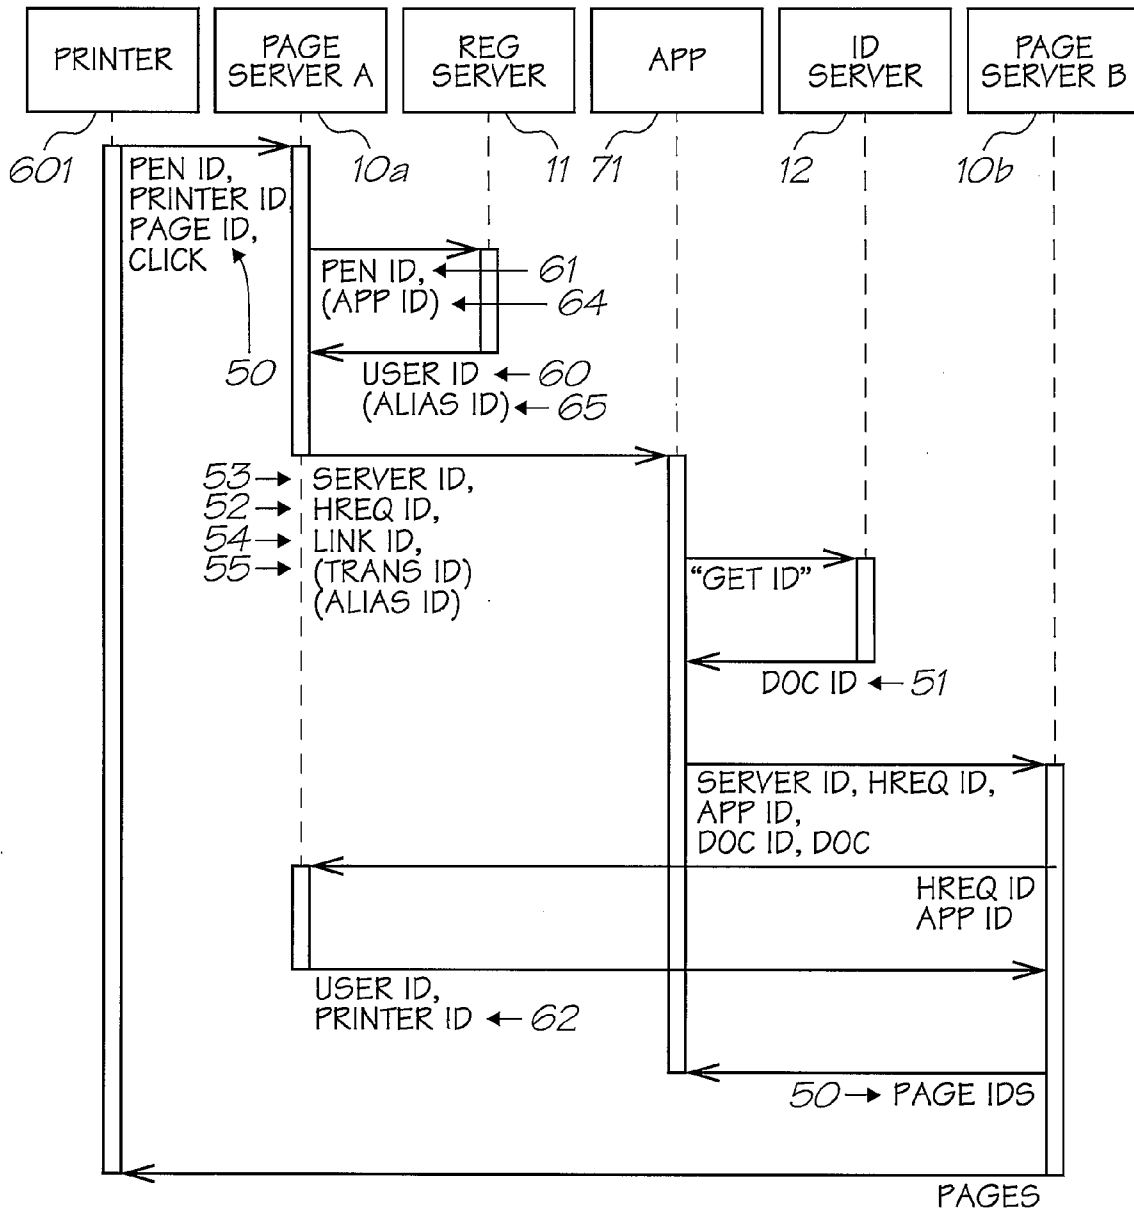 PRINTER
PAGE
SERVER A
REG
SERVER
APP
ID
SERVER
PAGE
SERVER B
601
10a
11
71
12
10b
PEN ID,
PRINTER ID
PAGE ID,
CLICK
50
PEN ID,
61
(APP ID)
64
USER ID
60
(ALIAS ID)
65
53
SERVER ID,
52
HREQ ID,
54
LINK ID,
55
(TRANS ID)
(ALIAS ID)
"GET ID"
DOC ID
51
SERVER ID, HREQ ID,
APP ID,
DOC ID, DOC
HREQ ID
APP ID
USER ID,
PRINTER ID
62
50
PAGE IDS
PAGES